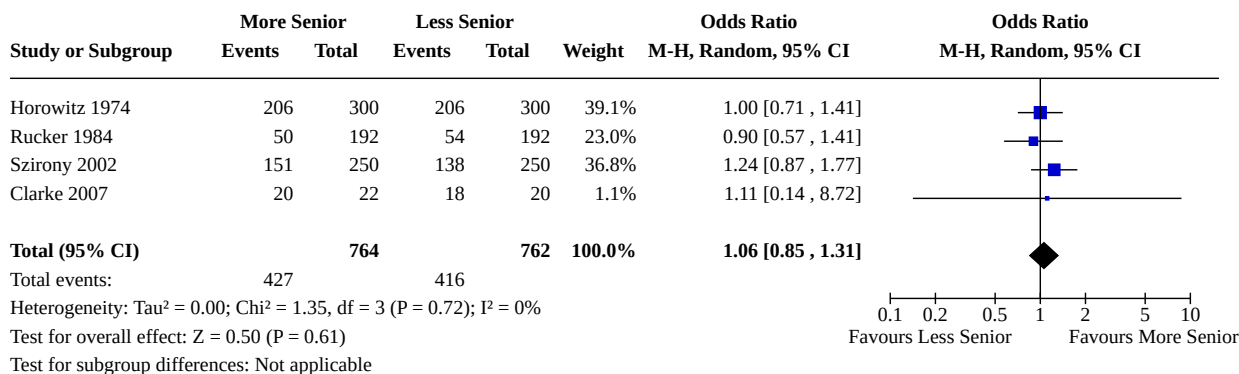 More Senior Less Senior Odds Ratio Odds Ratio
Study or Subgroup Events Total Events Total Weight M-H, Random, 95% CI M-H, Random, 95% CI
Horowitz 1974 206 300 206 300 39.1% 1.00 [0.71 , 1.41]
Rucker 1984 50 192 54 192 23.0% 0.90 [0.57 , 1.41]
Szirony 2002 151 250 138 250 36.8% 1.24 [0.87 , 1.77]
Clarke 2007 20 22 18 20 1.1% 1.11 [0.14 , 8.72]
Total (95% CI) 764 762 100.0% 1.06 [0.85 , 1.31]
Total events: 427 416
Heterogeneity: Tau² = 0.00; Chi² = 1.35, df = 3 (P = 0.72); I² = 0%
0.1 0.2 0.5 1 2 5 10
Test for overall effect: Z = 0.50 (P = 0.61)
Favours Less Senior Favours More Senior
Test for subgroup differences: Not applicable